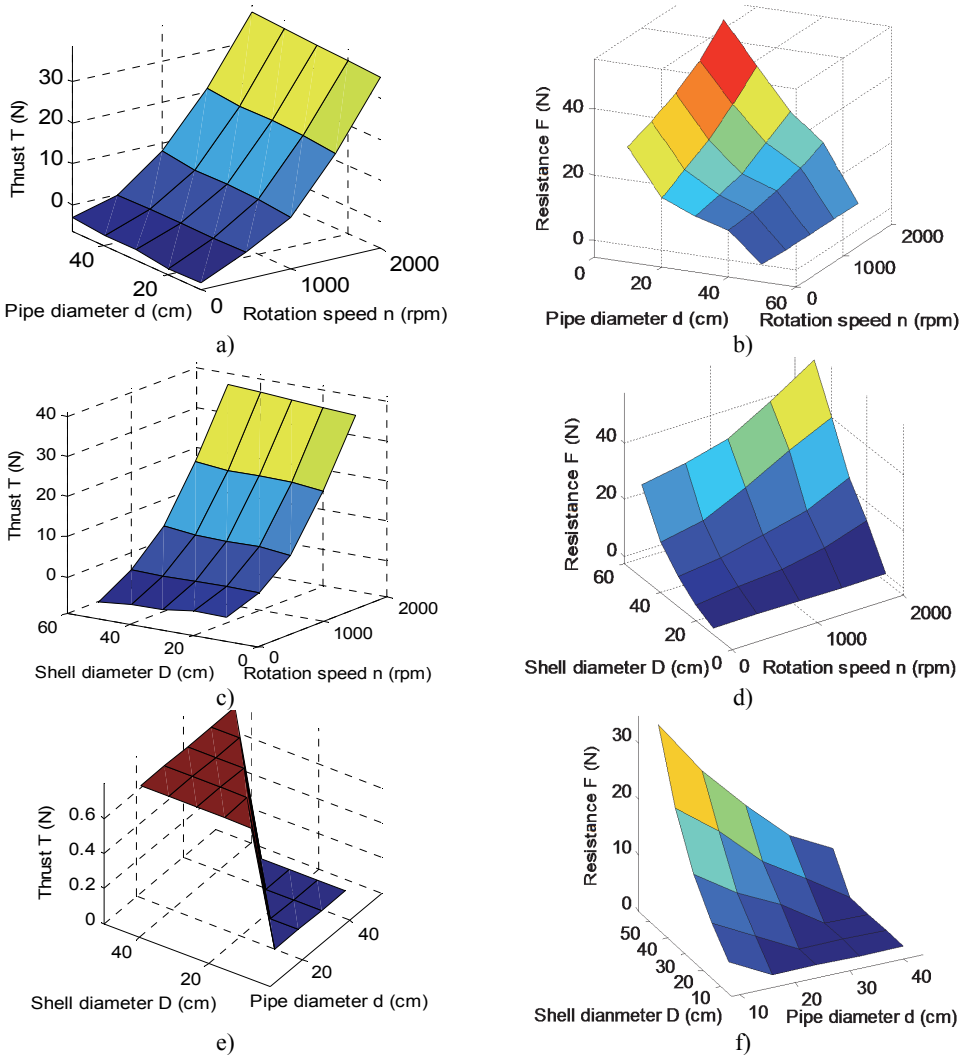 Thrust T (N)
30
20
10
0
40
20
0
1000
2000
Pipe diameter d (cm)
Rotation speed n (rpm)
a)
Resistance F (N)
40
20
0
0
20
40
60
0
1000
2000
Pipe diameter d (cm)
Rotation speed n (rpm)
b)
Thrust T (N)
40
30
20
10
0
60
40
20
0
0
1000
2000
Shell diameter D (cm)
Rotation speed n (rpm)
c)
Resistance F (N)
40
20
0
60
40
20
0
0
1000
2000
Shell diameter D (cm)
Rotation speed n (rpm)
d)
Thrust T (N)
0.6
0.4
0.2
0
40
20
20
40
Shell diameter D (cm)
Pipe diameter d (cm)
e)
Resistance F (N)
30
20
10
0
50
40
30
20
10
10
20
30
40
Shell dianmeter D (cm)
Pipe diameter d (cm)
f)